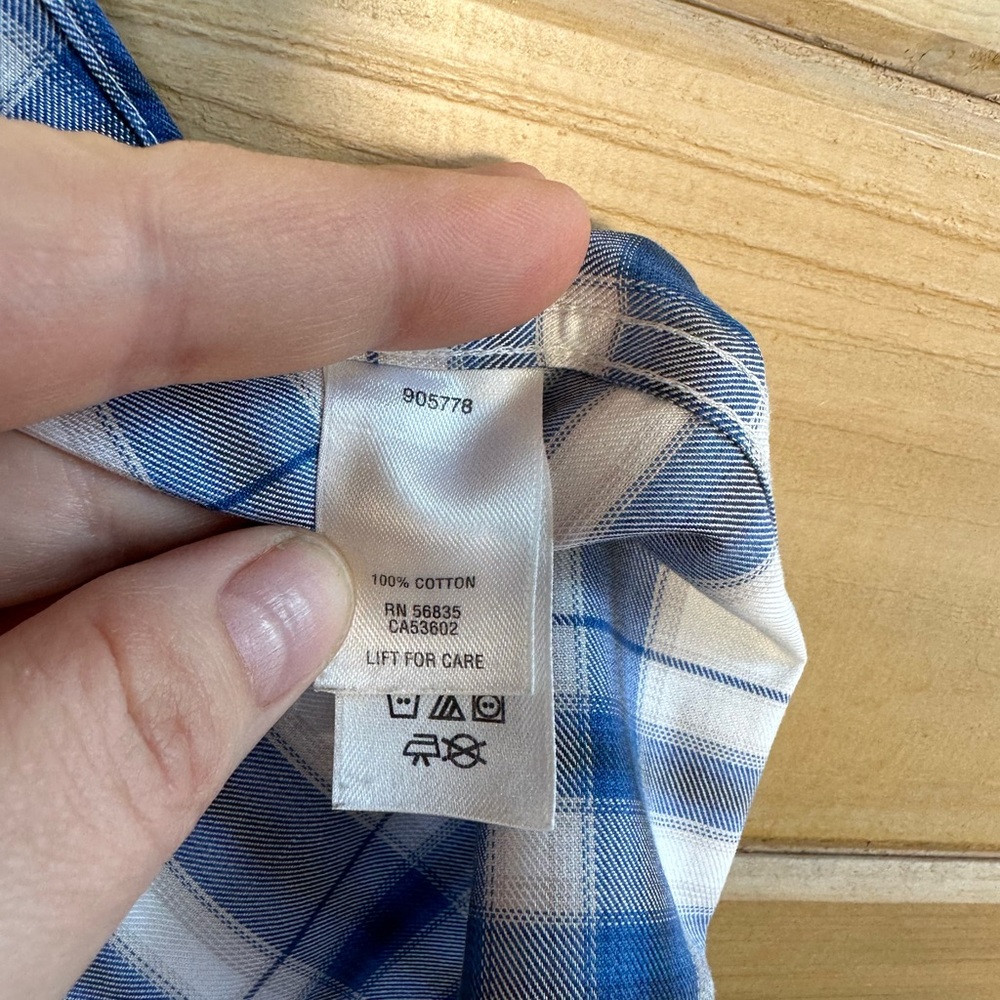 905778
100% COTTON
RN 56835
CA53602
LIFT FOR CARE